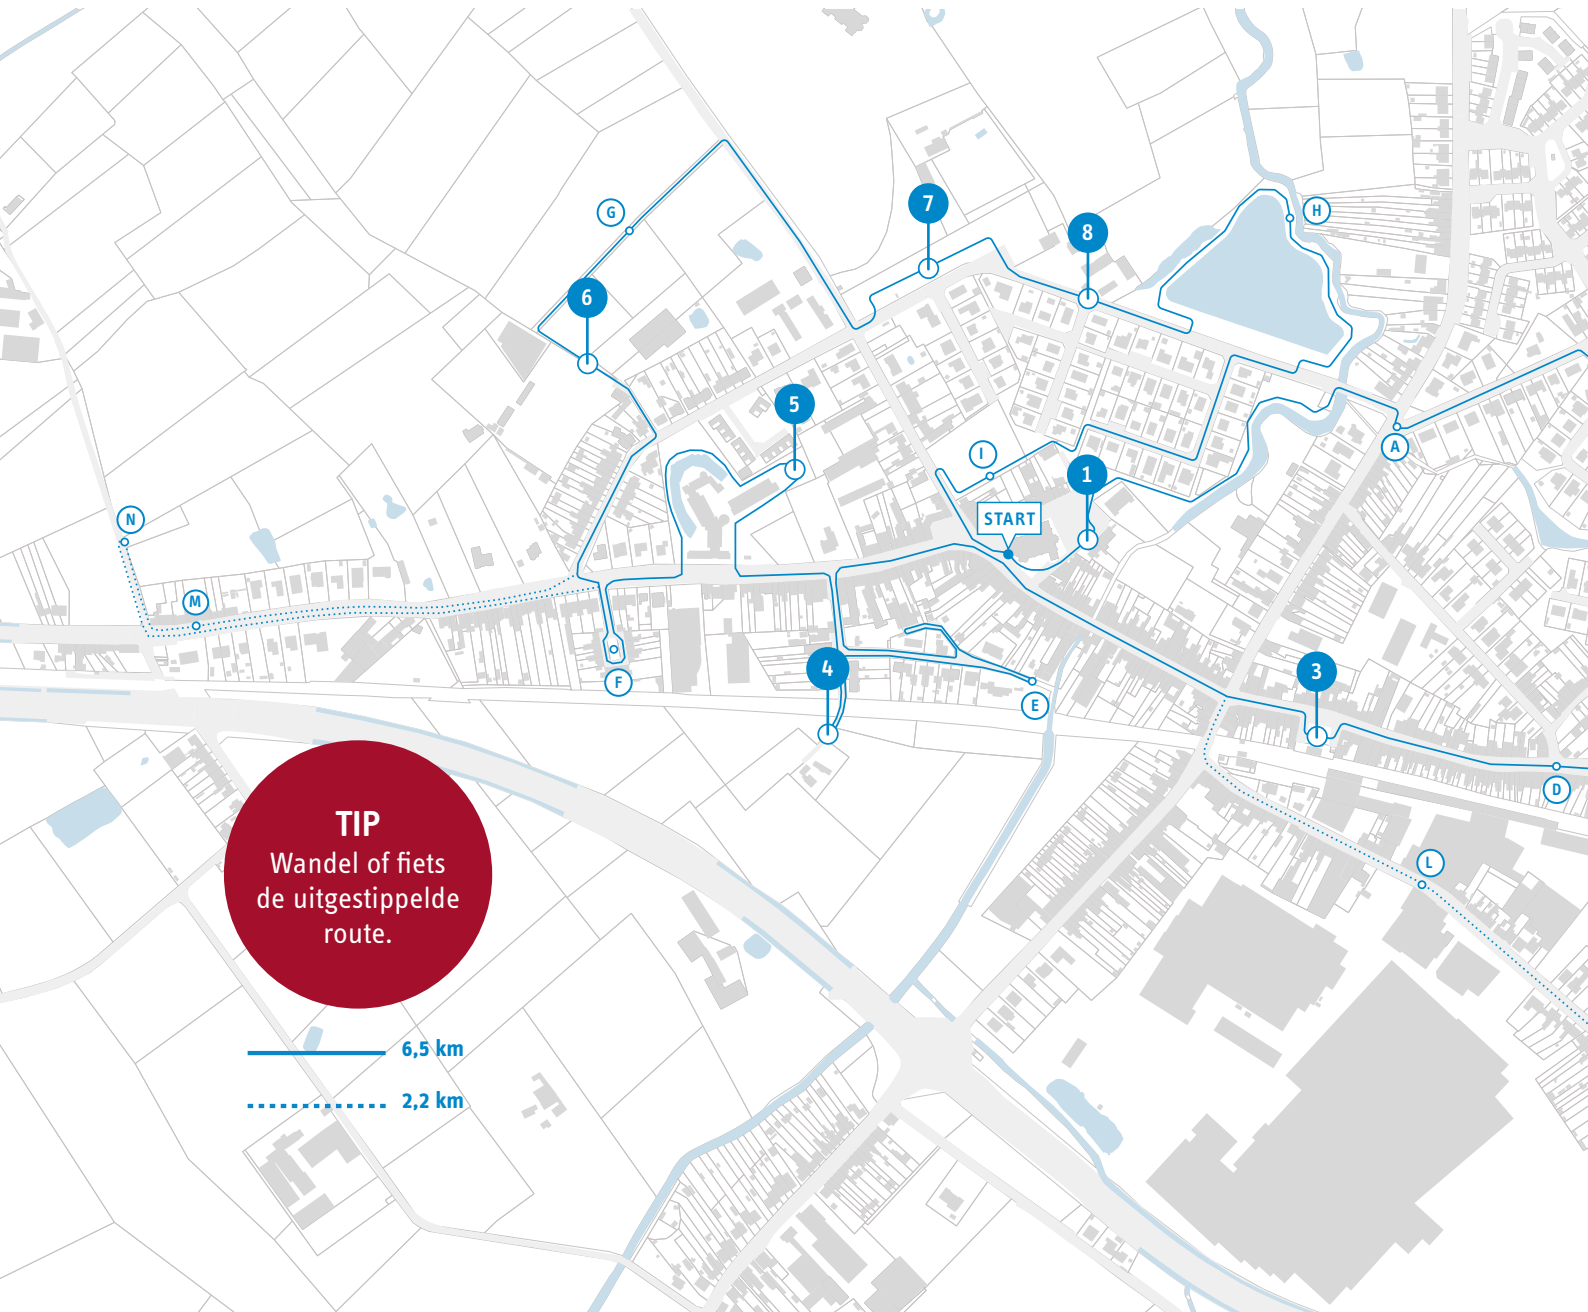 7
H
G
8
6
5
A
I
1
START
N
M
4
3
F
E
D
TIP
Wandel of fiets
de uitgestippelde
route.
L
6,5 km
2,2 km